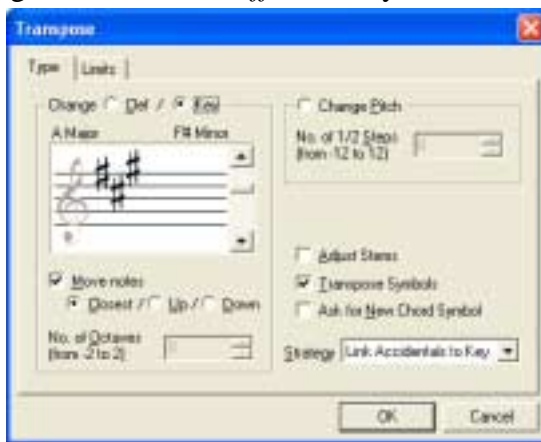 Transpose
Type Limits
Change Def / Key
A Major F# Minor
Move notes
Closest / Up / Down
No. of Octaves
(from -2 to 2)
Change Pitch
No. of 1/2 Steps
(from -12 to 12)
Adjust Stems
Transpose Symbols
Ask for New Chord Symbol
Strategy Link Accidentals to Key
OK Cancel